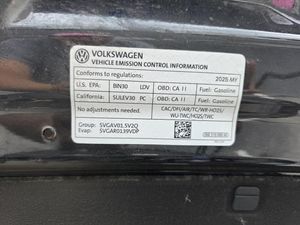 VOLKSWAGEN
VEHICLE EMISSION CONTROL INFORMATION
Conforms to regulations: 2025 MY
U.S. EPA: BIN30 LDV OBD: CA II Fuel: Gasoline
California: SULEV30 PC OBD: CA II Fuel: Gasoline
No adjustments needed. CAC/DFI/AIR/TC/WR-HO2S/
WU-TWC/HO2S/TWC
Group: SVGAV01.5V2Q
Evap: SVGAR0139VDP